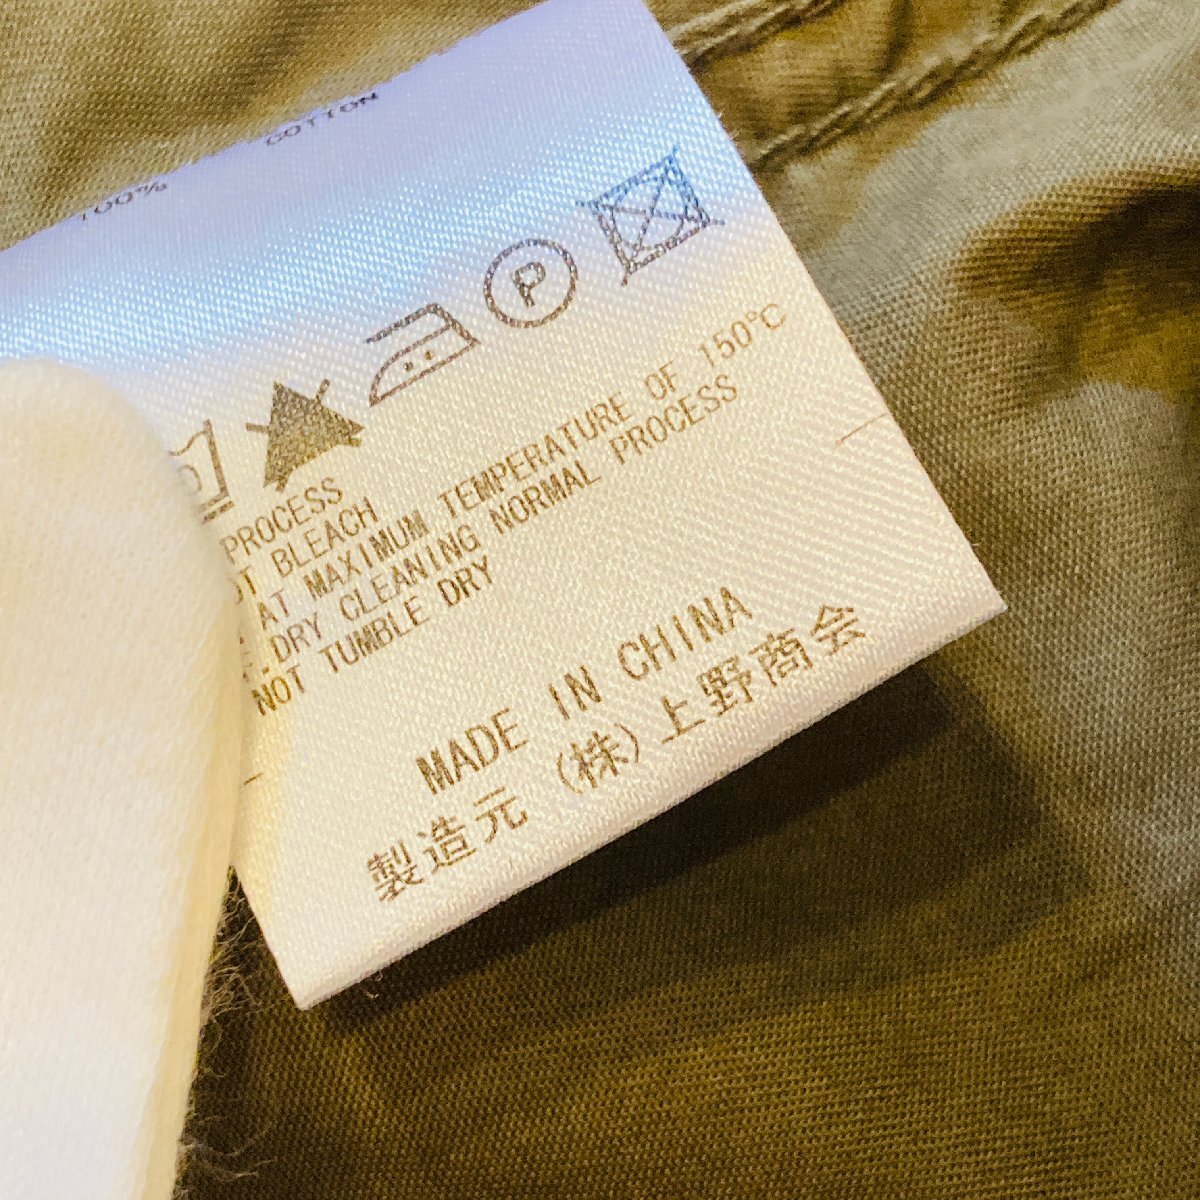 100% COTTON
P
PROCESS
BLEACH
AT MAXIMUM TEMPERATURE OF 150℃
DRY CLEANING NORMAL PROCESS
NOT TUMBLE DRY
MADE IN CHINA
製造元 (株)上野商会